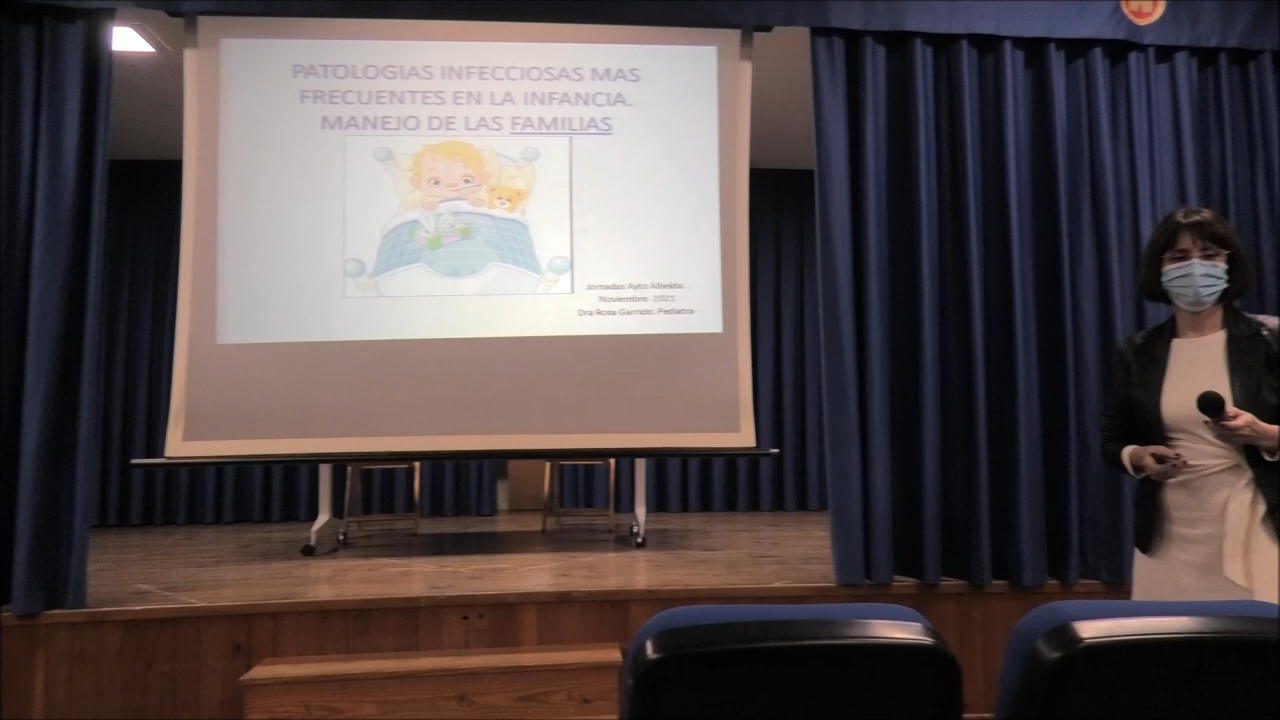 PATOLOGIAS INFECCIOSAS MAS
FRECUENTES EN LA INFANCIA.
MANEJO DE LAS FAMILIAS
Jornadas Ayto Albelda.
Noviembre 2021
Dra Rosa Garrido. Pediatra